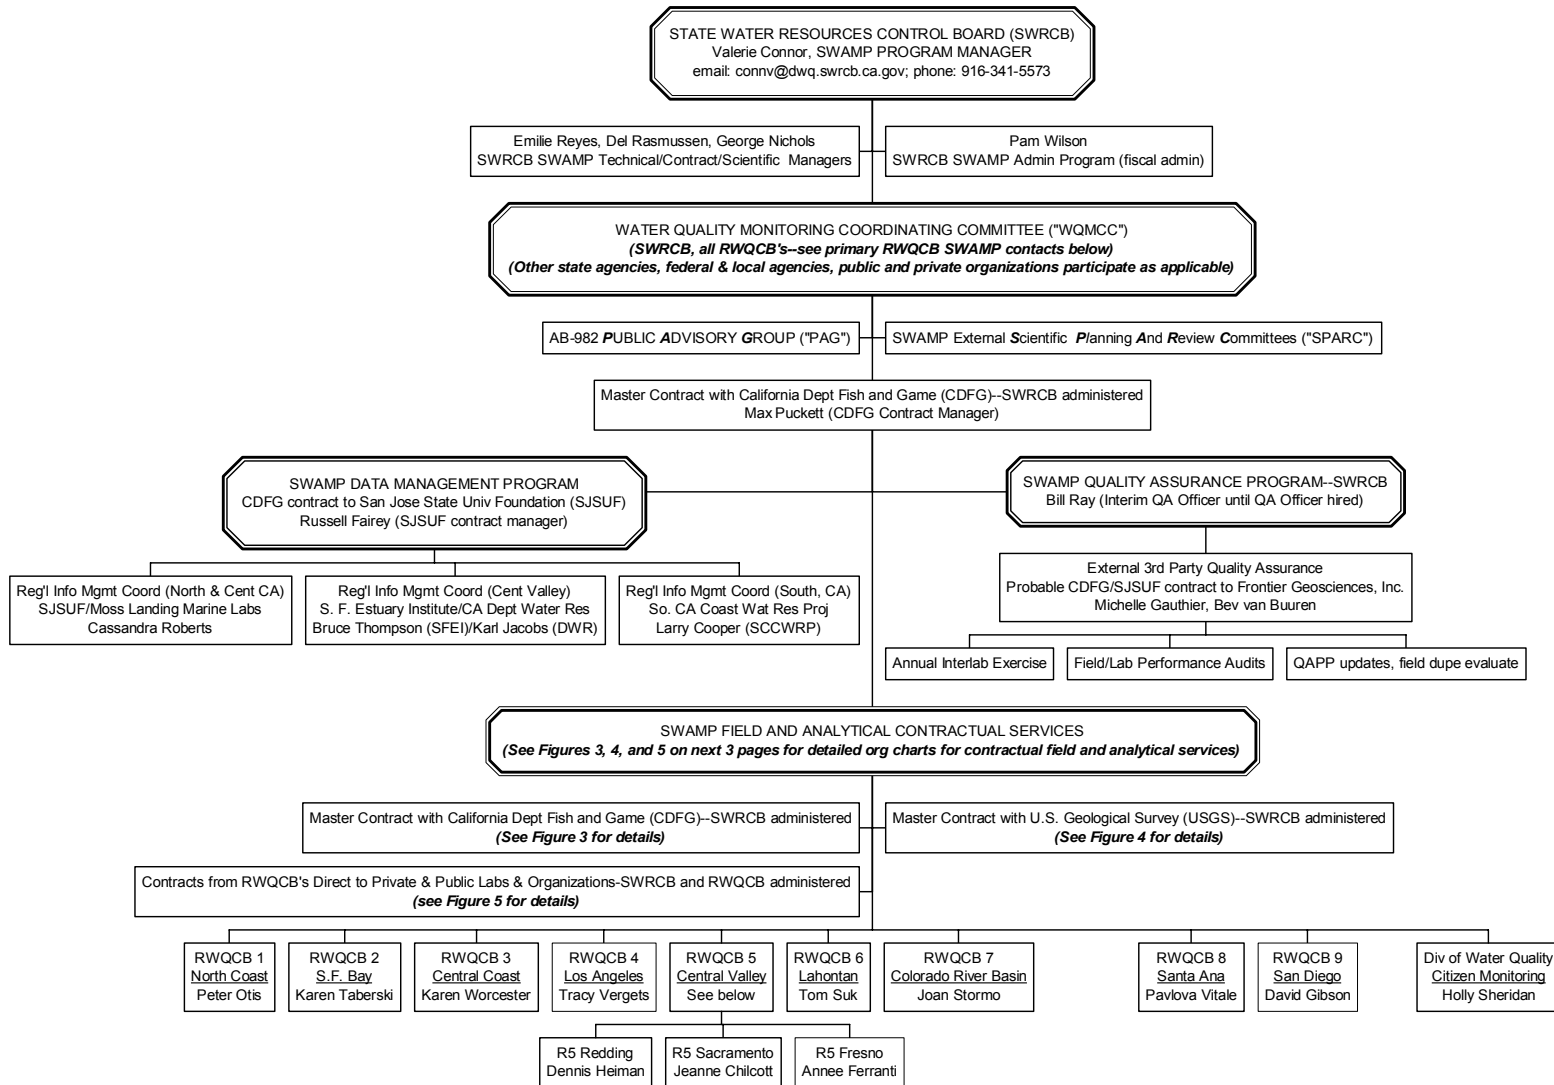 STATE WATER RESOURCES CONTROL BOARD (SWRCB)
Valerie Connor, SWAMP PROGRAM MANAGER
email: connv@dwq.swrcb.ca.gov; phone: 916-341-5573
Emilie Reyes, Del Rasmussen, George Nichols
SWRCB SWAMP Technical/Contract/Scientific Managers
Pam Wilson
SWRCB SWAMP Admin Program (fiscal admin)
WATER QUALITY MONITORING COORDINATING COMMITTEE ("WQMCC")
(SWRCB, all RWQCB's--see primary RWQCB SWAMP contacts below)
(Other state agencies, federal & local agencies, public and private organizations participate as applicable)
AB-982 PUBLIC ADVISORY GROUP ("PAG")
SWAMP External Scientific Planning And Review Committees ("SPARC")
Master Contract with California Dept Fish and Game (CDFG)--SWRCB administered
Max Puckett (CDFG Contract Manager)
SWAMP DATA MANAGEMENT PROGRAM
CDFG contract to San Jose State Univ Foundation (SJSUF)
Russell Fairey (SJSUF contract manager)
SWAMP QUALITY ASSURANCE PROGRAM--SWRCB
Bill Ray (Interim QA Officer until QA Officer hired)
Reg'l Info Mgmt Coord (North & Cent CA)
SJSUF/Moss Landing Marine Labs
Cassandra Roberts
Reg'l Info Mgmt Coord (Cent Valley)
S. F. Estuary Institute/CA Dept Water Res
Bruce Thompson (SFEI)/Karl Jacobs (DWR)
Reg'l Info Mgmt Coord (South, CA)
So. CA Coast Wat Res Proj
Larry Cooper (SCCWRP)
External 3rd Party Quality Assurance
Probable CDFG/SJSUF contract to Frontier Geosciences, Inc.
Michelle Gauthier, Bev van Buuren
Annual Interlab Exercise
Field/Lab Performance Audits
QAPP updates, field dupe evaluate
SWAMP FIELD AND ANALYTICAL CONTRACTUAL SERVICES
(See Figures 3, 4, and 5 on next 3 pages for detailed org charts for contractual field and analytical services)
Master Contract with California Dept Fish and Game (CDFG)--SWRCB administered
(See Figure 3 for details)
Master Contract with U.S. Geological Survey (USGS)--SWRCB administered
(See Figure 4 for details)
Contracts from RWQCB's Direct to Private & Public Labs & Organizations-SWRCB and RWQCB administered
(see Figure 5 for details)
RWQCB 1
North Coast
Peter Otis
RWQCB 2
S.F. Bay
Karen Taberski
RWQCB 3
Central Coast
Karen Worcester
RWQCB 4
Los Angeles
Tracy Vergets
RWQCB 5
Central Valley
See below
RWQCB 6
Lahontan
Tom Suk
RWQCB 7
Colorado River Basin
Joan Stormo
RWQCB 8
Santa Ana
Pavlova Vitale
RWQCB 9
San Diego
David Gibson
Div of Water Quality
Citizen Monitoring
Holly Sheridan
R5 Redding
Dennis Heiman
R5 Sacramento
Jeanne Chilcott
R5 Fresno
Annee Ferranti